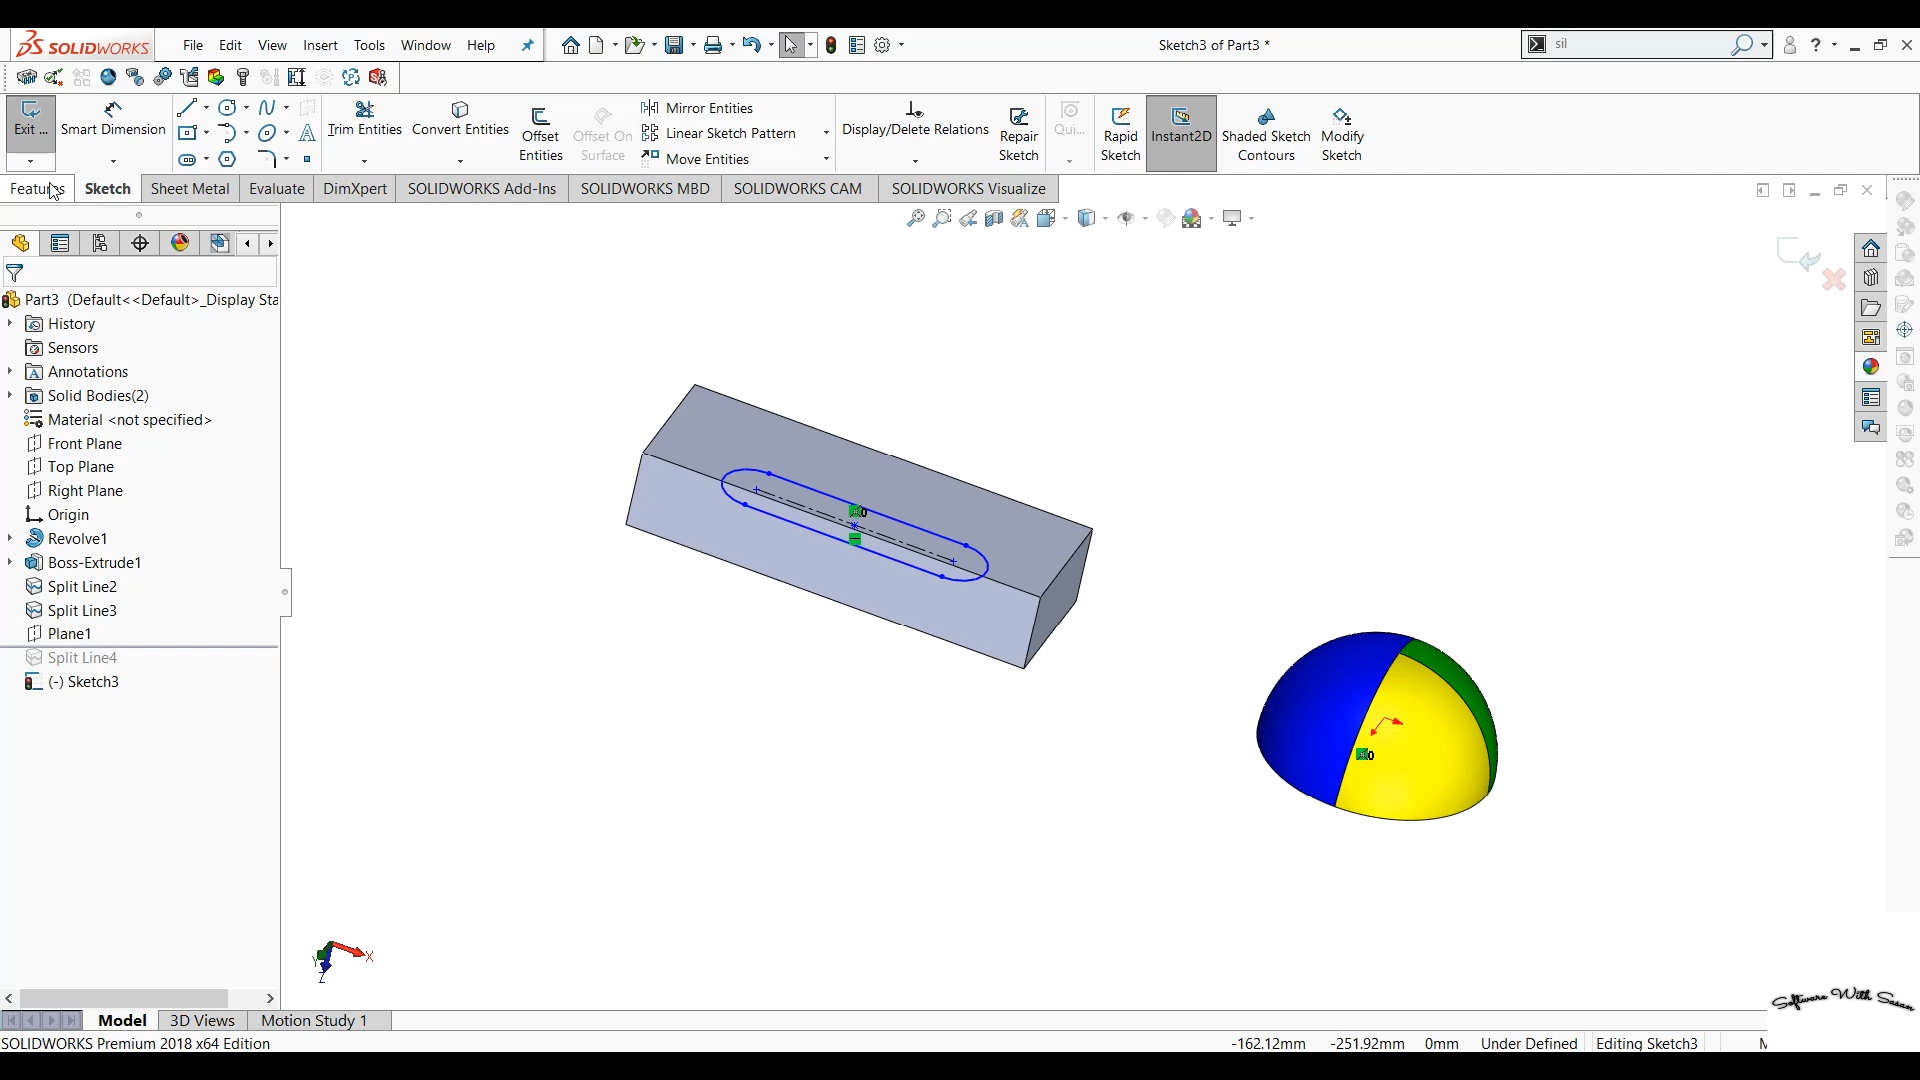 SOLIDWORKS
File Edit View Insert Tools Window Help
Sketch3 of Part3 *
sil
Exit ...
Smart Dimension
Trim Entities
Convert Entities
Offset Entities
Offset On Surface
Mirror Entities
Linear Sketch Pattern
Move Entities
Display/Delete Relations
Repair Sketch
Qui...
Rapid Sketch
Instant2D
Shaded Sketch Contours
Modify Sketch
Features Sketch Sheet Metal Evaluate DimXpert SOLIDWORKS Add-Ins SOLIDWORKS MBD SOLIDWORKS CAM SOLIDWORKS Visualize
Part3 (Default<<Default>_Display Sta
History
Sensors
Annotations
Solid Bodies(2)
Material <not specified>
Front Plane
Top Plane
Right Plane
Origin
Revolve1
Boss-Extrude1
Split Line2
Split Line3
Plane1
Split Line4
(-) Sketch3
0
0
X
Y
Z
Software With Sasan
Model 3D Views Motion Study 1
SOLIDWORKS Premium 2018 x64 Edition
-162.12mm -251.92mm 0mm Under Defined Editing Sketch3 M